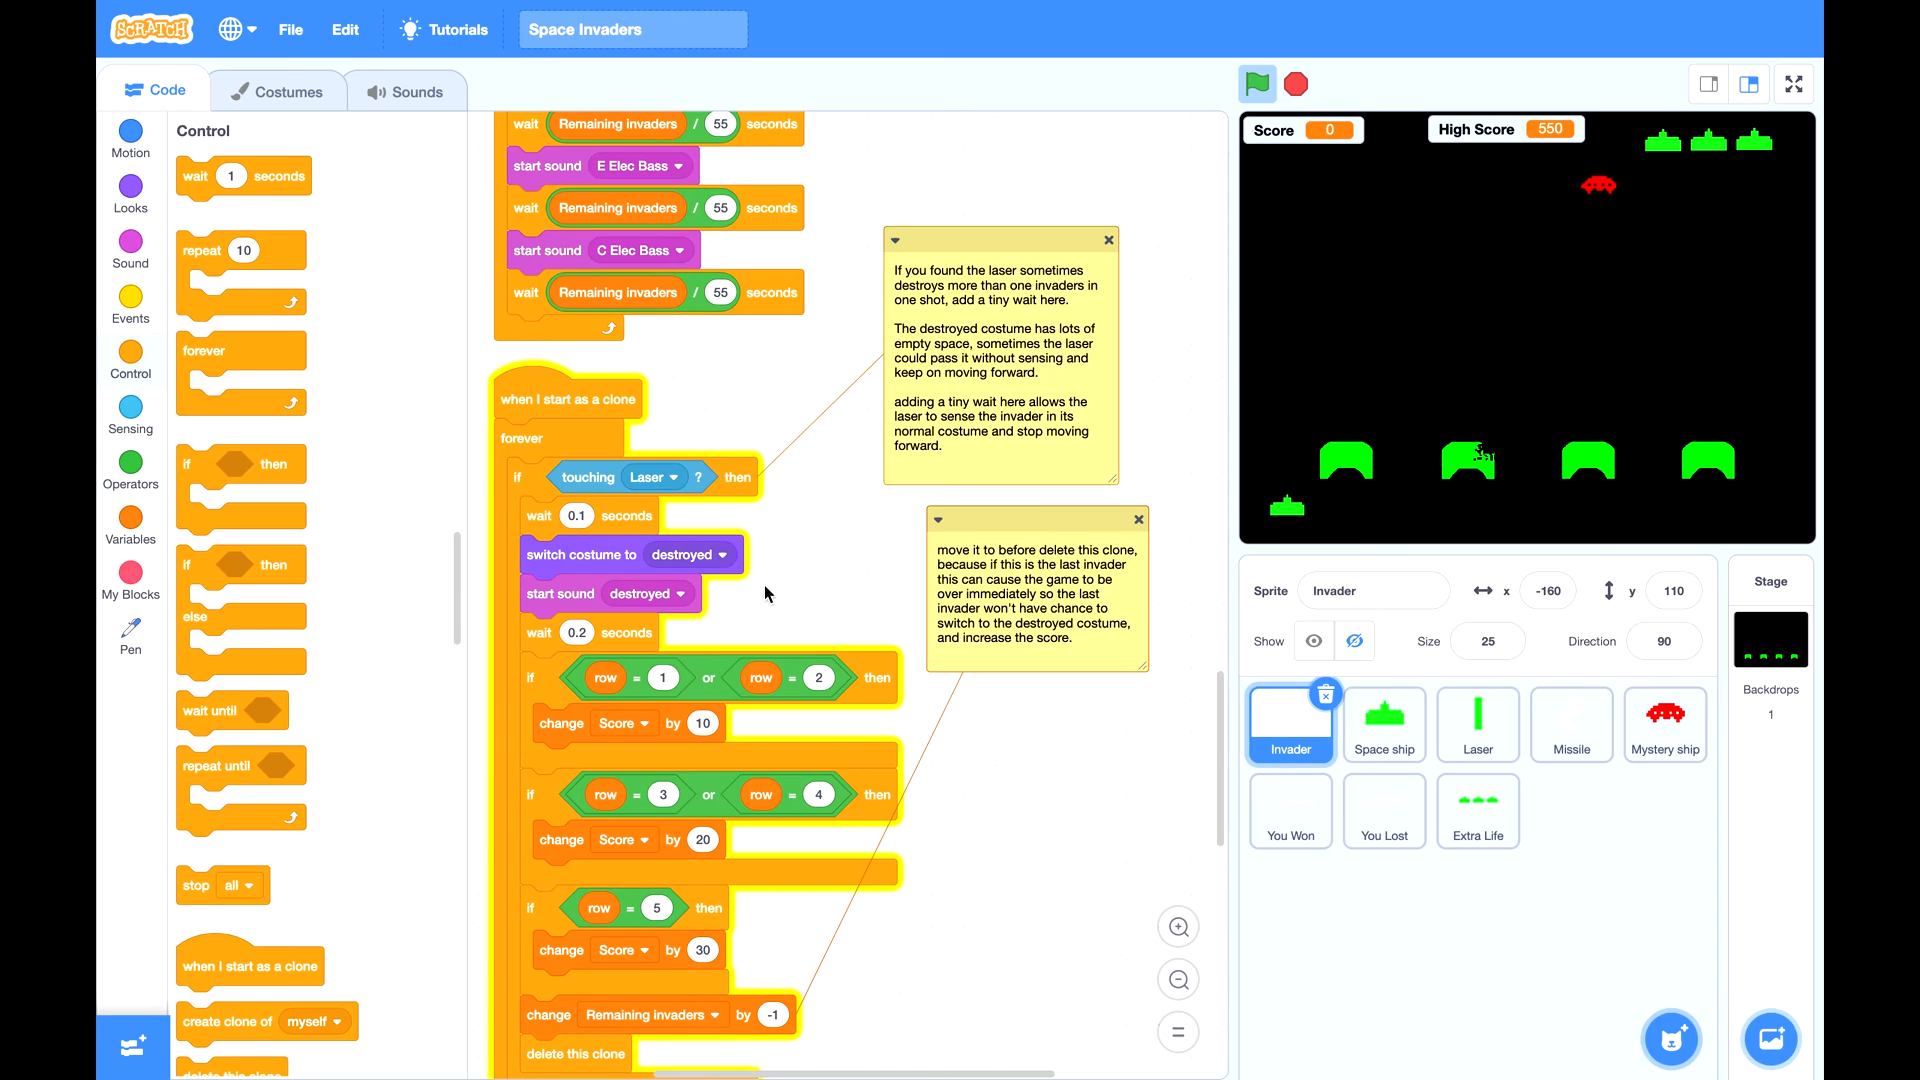 SCRATCH
File
Edit
Tutorials
Space Invaders
Code
Costumes
Sounds
Motion
Looks
Sound
Events
Control
Sensing
Operators
Variables
My Blocks
Pen
Control
wait 1 seconds
repeat 10
forever
if then
if then
else
wait until
repeat until
stop all
when I start as a clone
create clone of myself
delete this clone
wait Remaining invaders / 55 seconds
start sound E Elec Bass
wait Remaining invaders / 55 seconds
start sound C Elec Bass
wait Remaining invaders / 55 seconds
when I start as a clone
forever
if touching Laser ? then
wait 0.1 seconds
switch costume to destroyed
start sound destroyed
wait 0.2 seconds
if row = 1 or row = 2 then
change Score by 10
if row = 3 or row = 4 then
change Score by 20
if row = 5 then
change Score by 30
change Remaining invaders by -1
delete this clone
If you found the laser sometimes
destroys more than one invaders in
one shot, add a tiny wait here.
The destroyed costume has lots of
empty space, sometimes the laser
could pass it without sensing and
keep on moving forward.
adding a tiny wait here allows the
laser to sense the invader in its
normal costume and stop moving
forward.
move it to before delete this clone,
because if this is the last invader
this can cause the game to be
over immediately so the last
invader won't have chance to
switch to the destroyed costume,
and increase the score.
Score 0
High Score 550
Sprite Invader x -160 y 110
Show Size 25 Direction 90
Invader
Space ship
Laser
Missile
Mystery ship
You Won
You Lost
Extra Life
Stage
Backdrops
1